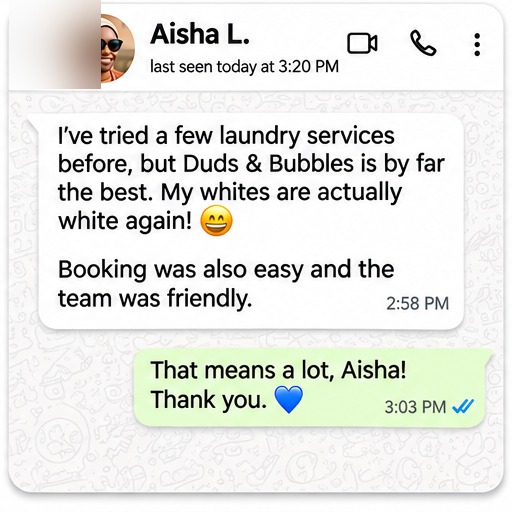 Aisha L.
last seen today at 3:20 PM
I've tried a few laundry services
before, but Duds & Bubbles is by far
the best. My whites are actually
white again! 😄
Booking was also easy and the
team was friendly.
2:58 PM
That means a lot, Aisha!
Thank you. 💙
3:03 PM